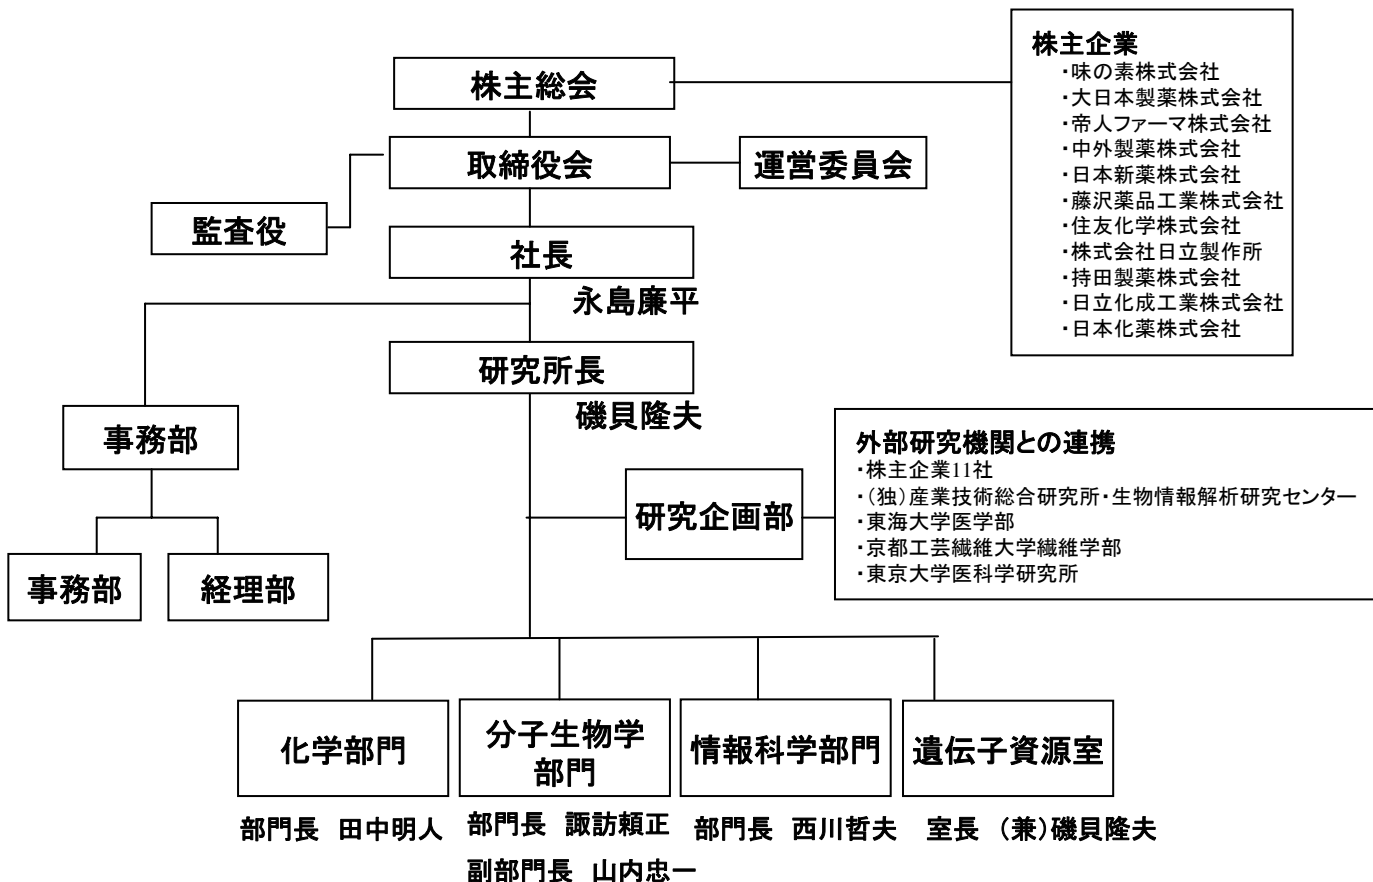 株主総会
株主企業
・味の素株式会社
・大日本製薬株式会社
・帝人ファーマ株式会社
・中外製薬株式会社
・日本新薬株式会社
・藤沢薬品工業株式会社
・住友化学株式会社
・株式会社日立製作所
・持田製薬株式会社
・日立化成工業株式会社
・日本化薬株式会社
取締役会
運営委員会
監査役
社長
永島廉平
研究所長
磯貝隆夫
事務部
事務部
経理部
研究企画部
外部研究機関との連携
・株主企業11社
・（独）産業技術総合研究所・生物情報解析研究センター
・東海大学医学部
・京都工芸繊維大学繊維学部
・東京大学医科学研究所
化学部門
部門長　田中明人
分子生物学
部門
部門長　諏訪頼正
副部門長　山内忠一
情報科学部門
部門長　西川哲夫
遺伝子資源室
室長　（兼）磯貝隆夫